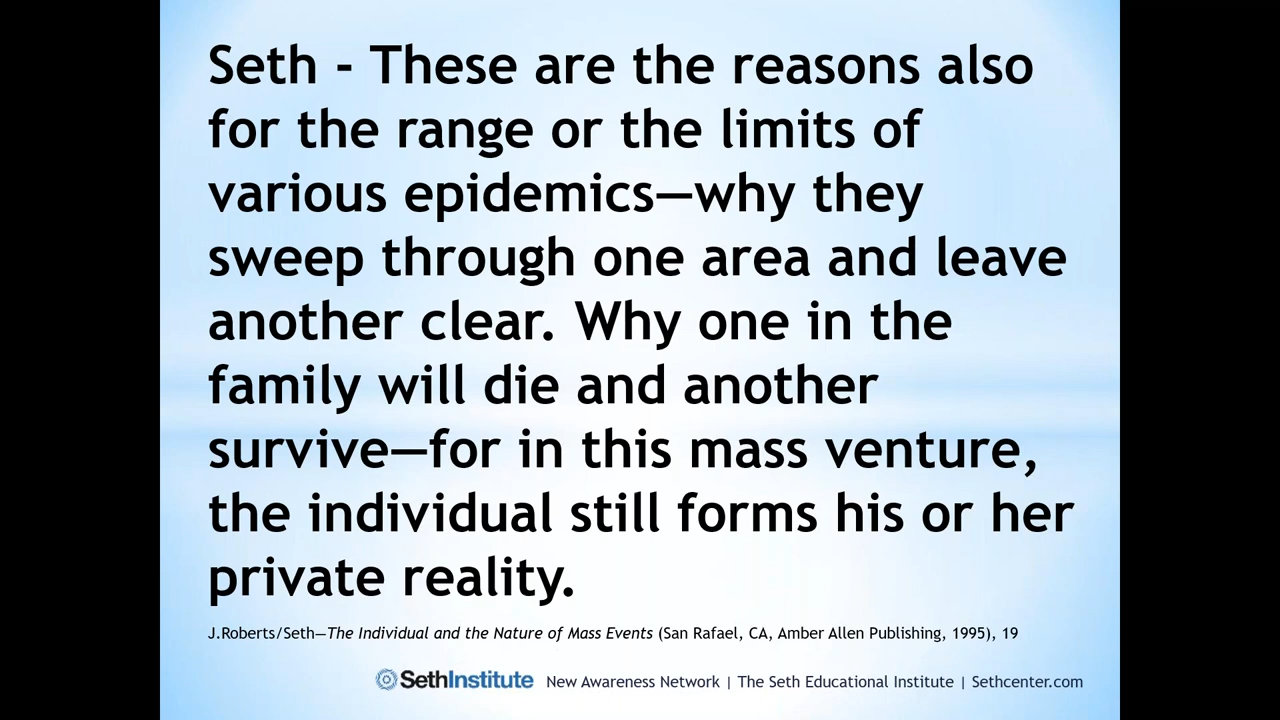 Seth - These are the reasons also
for the range or the limits of
various epidemics—why they
sweep through one area and leave
another clear. Why one in the
family will die and another
survive—for in this mass venture,
the individual still forms his or her
private reality.
J.Roberts/Seth—The Individual and the Nature of Mass Events (San Rafael, CA, Amber Allen Publishing, 1995), 19
SethInstitute New Awareness Network | The Seth Educational Institute | Sethcenter.com